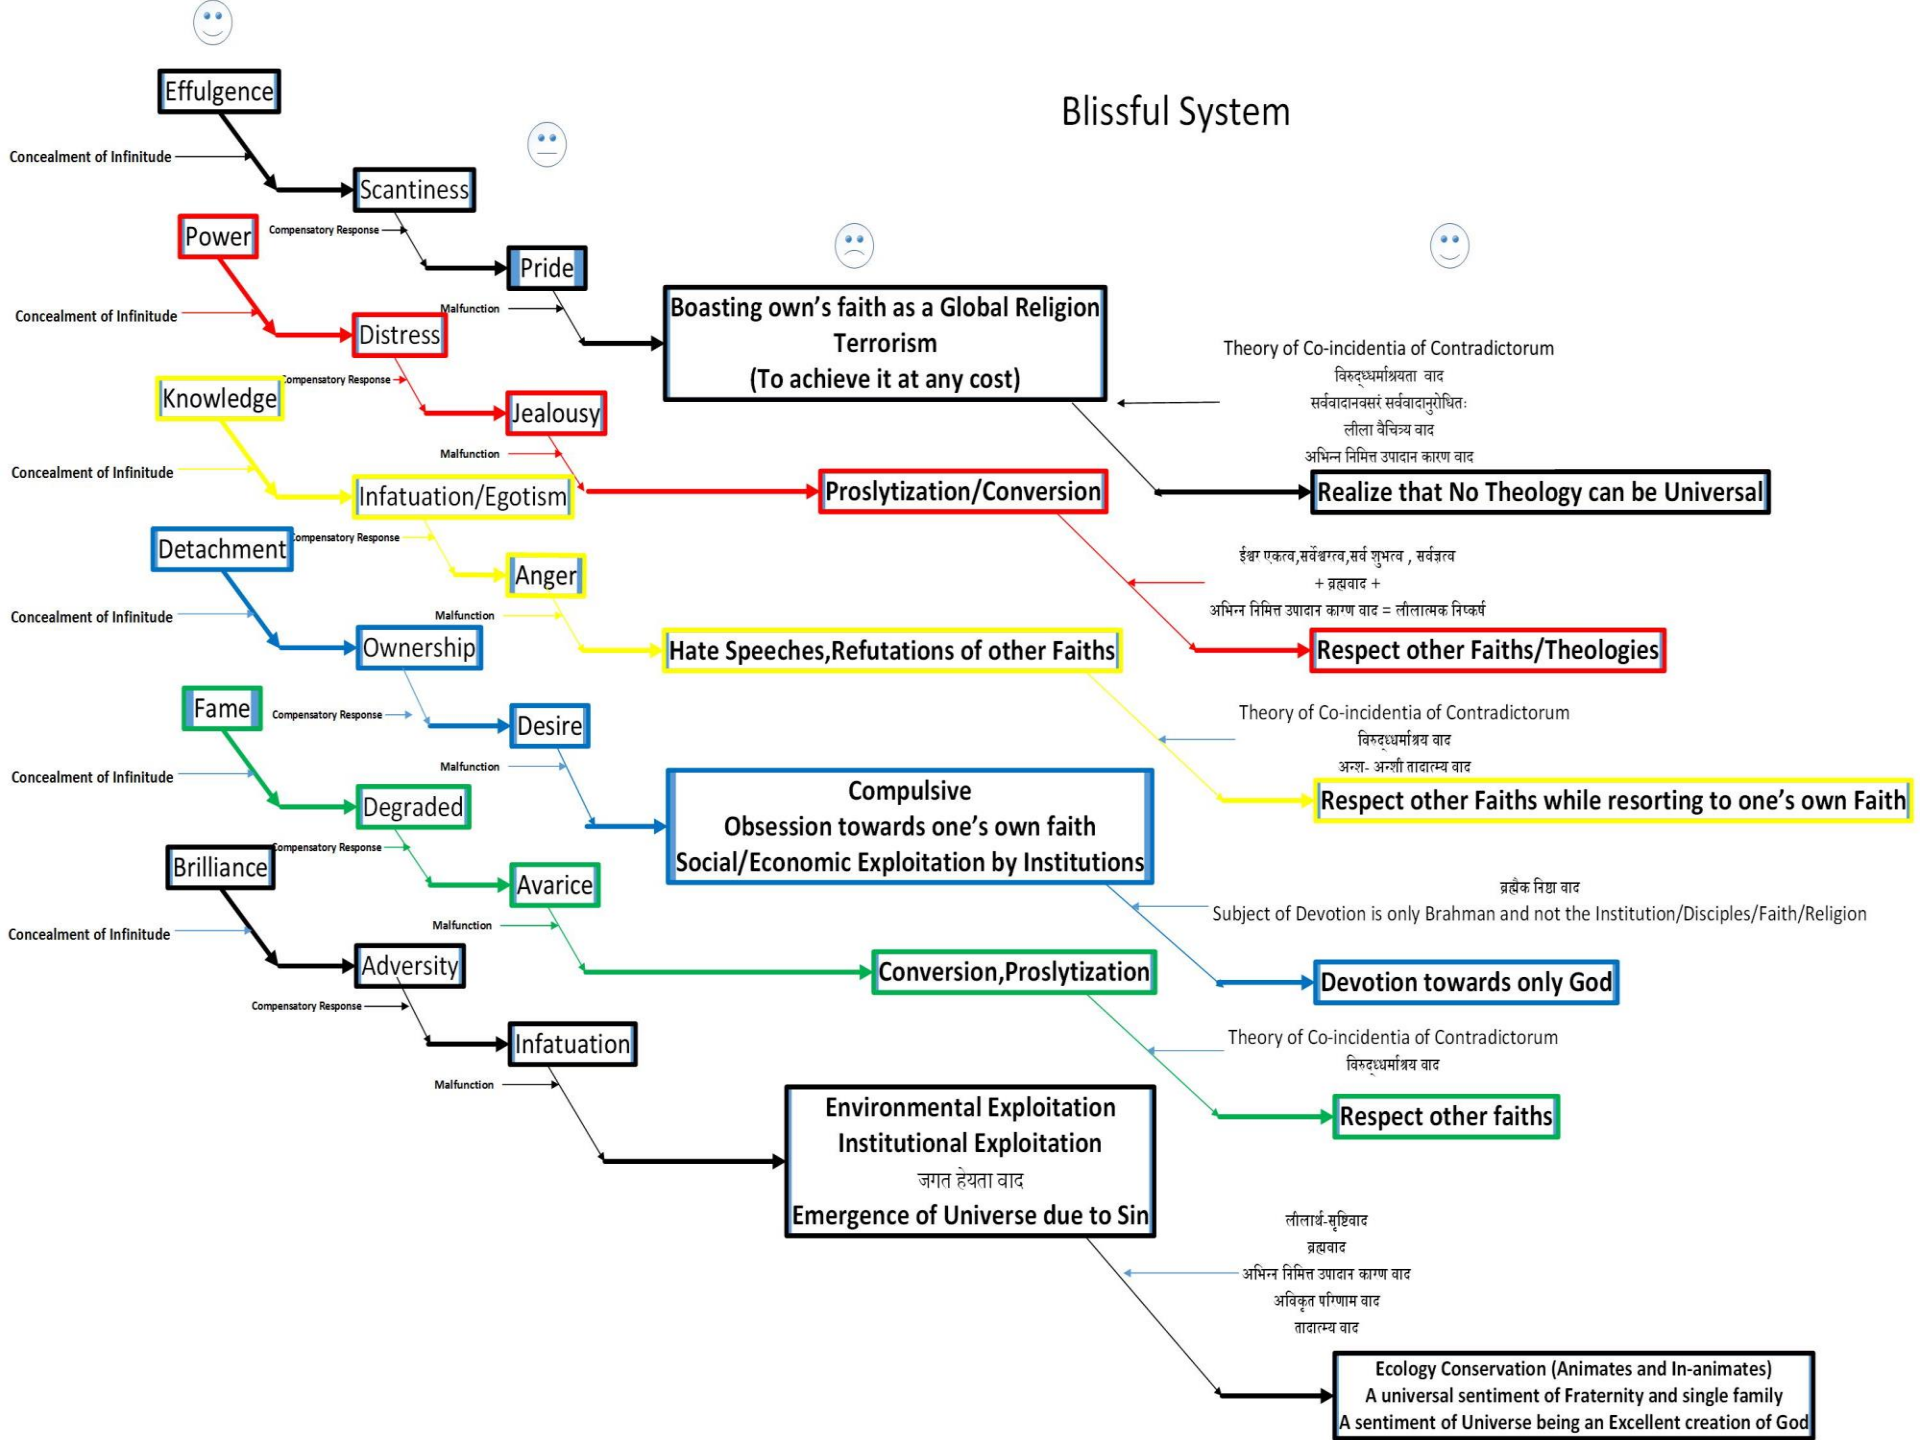 Blissful System
Effulgence
Concealment of Infinitude
Scantiness
Compensatory Response
Pride
Malfunction
Boasting own's faith as a Global Religion
Terrorism
(To achieve it at any cost)
Theory of Co-incidentia of Contradictorum
विरुद्ध्धर्माश्रयता वाद
सर्ववादानवसरं सर्ववादानुरोधितः
लीला वैचित्र्य वाद
अभिन्न निमित्त उपादान कारण वाद
Realize that No Theology can be Universal
Power
Concealment of Infinitude
Distress
Compensatory Response
Jealousy
Malfunction
Proslytization/Conversion
ईश्वर एकत्व,सर्वेश्वरत्व,सर्व शुभत्व , सर्वज्ञत्व
+ ब्रह्मवाद +
अभिन्न निमित्त उपादान कारण वाद = लीलात्मक निष्कर्ष
Respect other Faiths/Theologies
Knowledge
Concealment of Infinitude
Infatuation/Egotism
Compensatory Response
Anger
Malfunction
Hate Speeches,Refutations of other Faiths
Theory of Co-incidentia of Contradictorum
विरुद्ध्धर्माश्रय वाद
अन्श- अन्शी तादात्म्य वाद
Respect other Faiths while resorting to one's own Faith
Detachment
Concealment of Infinitude
Ownership
Compensatory Response
Desire
Malfunction
Compulsive
Obsession towards one's own faith
Social/Economic Exploitation by Institutions
ब्रह्मैक निष्ठा वाद
Subject of Devotion is only Brahman and not the Institution/Disciples/Faith/Religion
Devotion towards only God
Fame
Concealment of Infinitude
Degraded
Compensatory Response
Avarice
Malfunction
Conversion,Proslytization
Theory of Co-incidentia of Contradictorum
विरुद्ध्धर्माश्रय वाद
Respect other faiths
Brilliance
Concealment of Infinitude
Adversity
Compensatory Response
Infatuation
Malfunction
Environmental Exploitation
Institutional Exploitation
जगत हेयता वाद
Emergence of Universe due to Sin
लीलार्थ-सृष्टिवाद
ब्रह्मवाद
अभिन्न निमित्त उपादान कारण वाद
अविकृत परिणाम वाद
तादात्म्य वाद
Ecology Conservation (Animates and In-animates)
A universal sentiment of Fraternity and single family
A sentiment of Universe being an Excellent creation of God